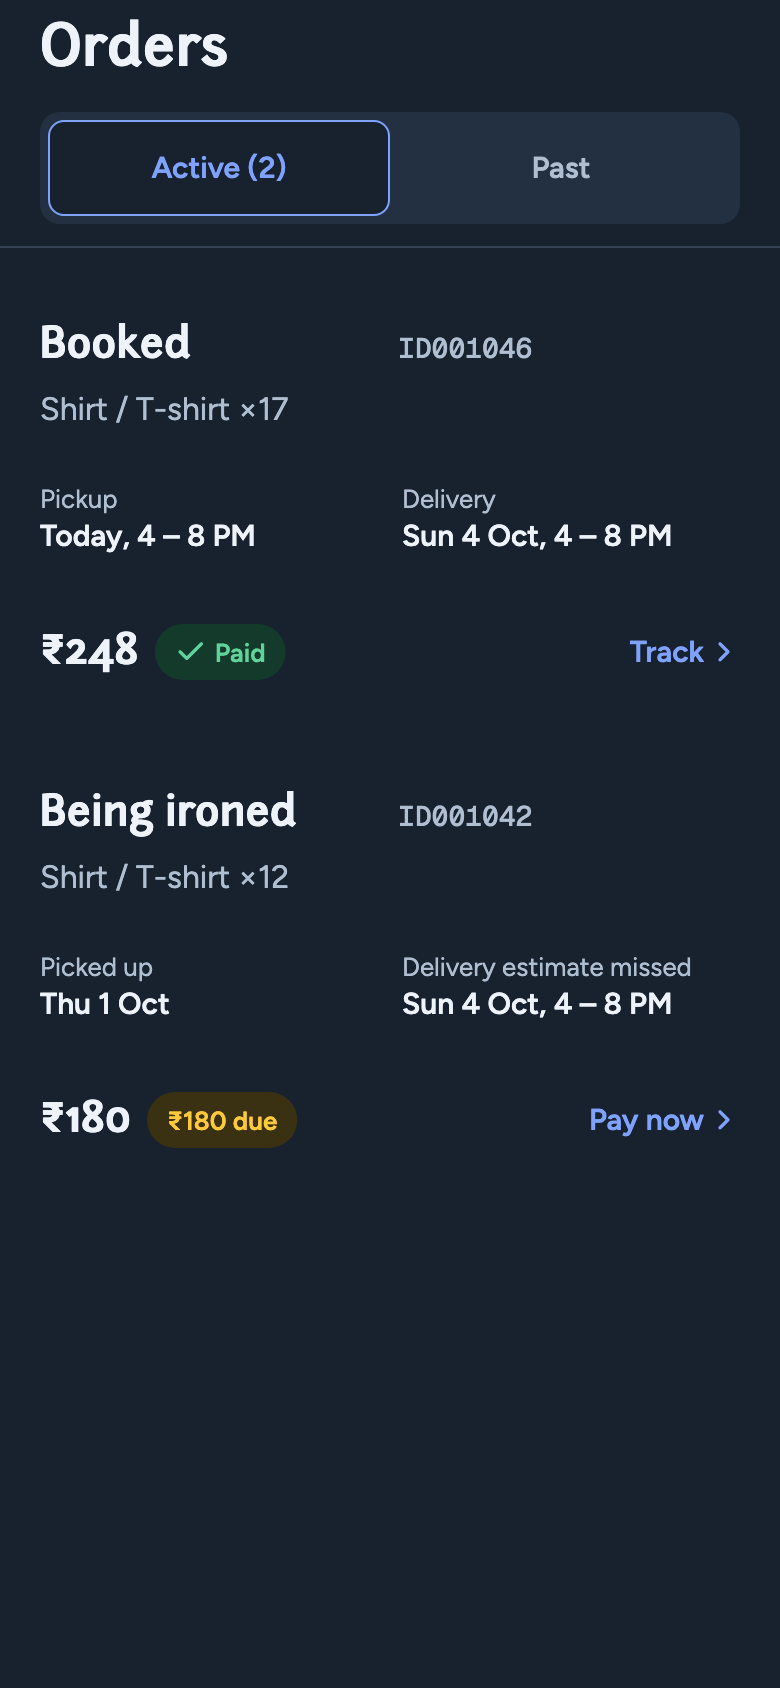 Orders
Active (2) Past
Booked ID001046
Shirt / T-shirt ×17
Pickup Delivery
Today, 4 – 8 PM Sun 4 Oct, 4 – 8 PM
₹248 Paid Track
Being ironed ID001042
Shirt / T-shirt ×12
Picked up Delivery estimate missed
Thu 1 Oct Sun 4 Oct, 4 – 8 PM
₹180 ₹180 due Pay now